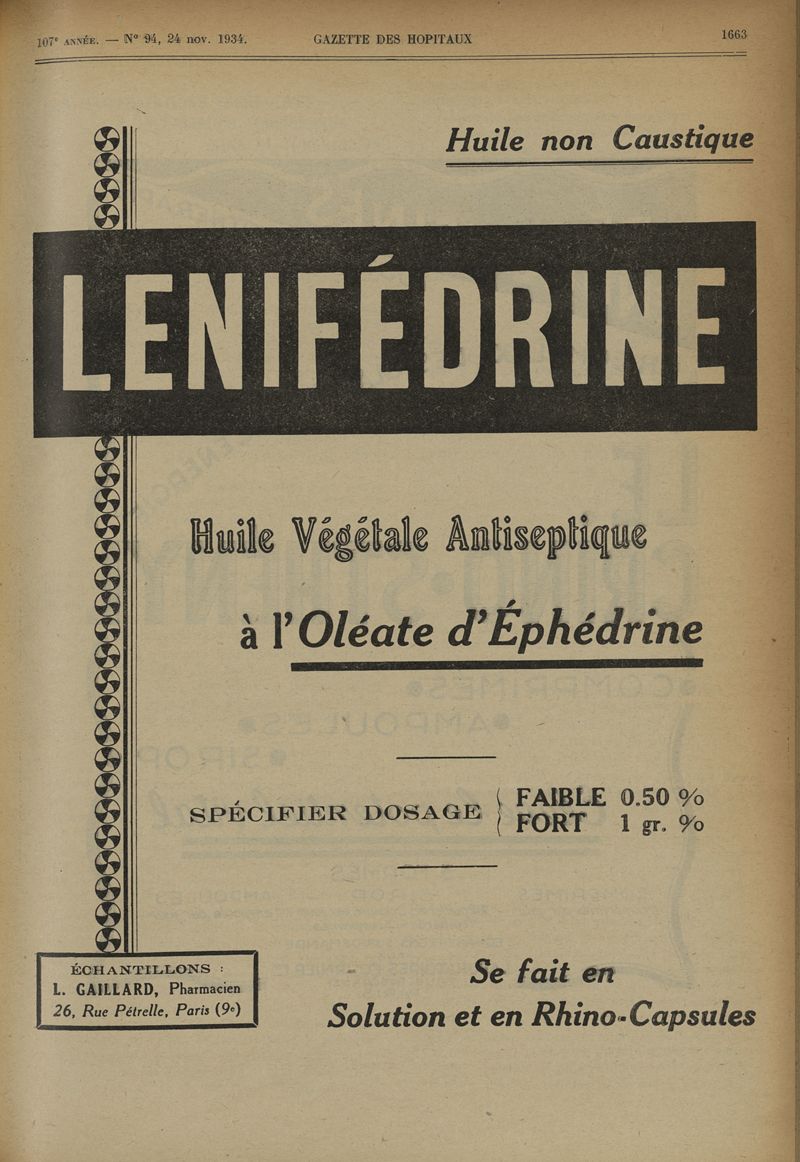 107e ANNÉE. — N° 94, 24 nov. 1934. GAZETTE DES HOPITAUX 1663
Huile non Caustique
LENIFÉDRINE
Huile Végétale Antiseptique
à l'Oléate d'Éphédrine
SPÉCIFIER DOSAGE { FAIBLE 0.50 %
FORT 1 gr. %
ÉCHANTILLONS :
L. GAILLARD, Pharmacien
26, Rue Pétrelle, Paris (9e)
Se fait en
Solution et en Rhino-Capsules